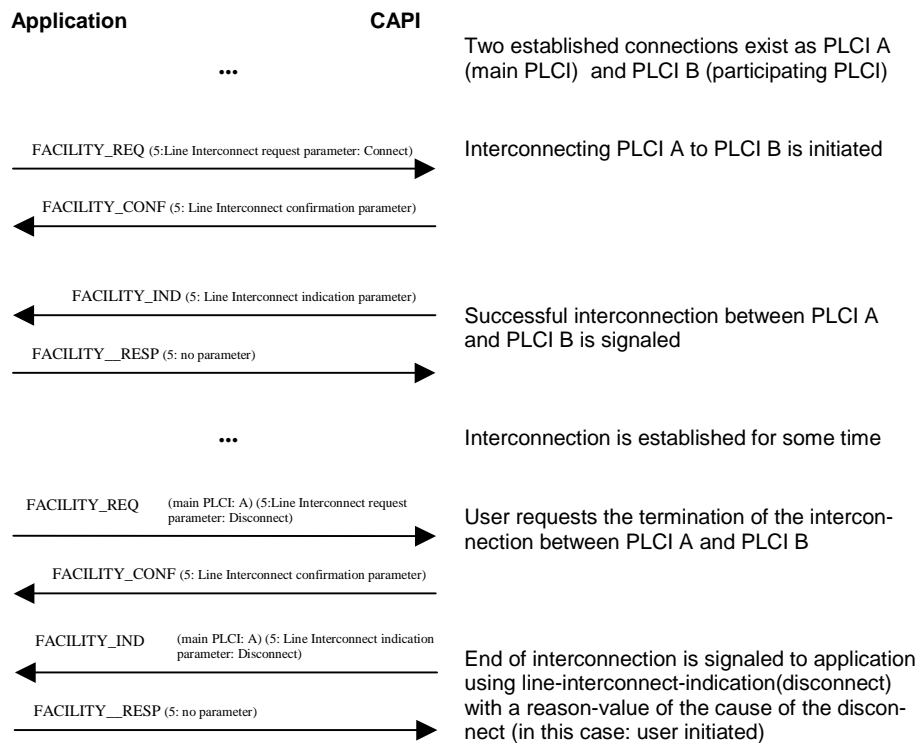 Application CAPI
Two established connections exist as PLCI A
(main PLCI) and PLCI B (participating PLCI)
...
FACILITY_REQ (5:Line Interconnect request parameter: Connect)
Interconnecting PLCI A to PLCI B is initiated
FACILITY_CONF (5: Line Interconnect confirmation parameter)
FACILITY_IND (5: Line Interconnect indication parameter)
Successful interconnection between PLCI A
and PLCI B is signaled
FACILITY__RESP (5: no parameter)
...
Interconnection is established for some time
FACILITY_REQ (main PLCI: A) (5:Line Interconnect request
parameter: Disconnect)
User requests the termination of the intercon-
nection between PLCI A and PLCI B
FACILITY_CONF (5: Line Interconnect confirmation parameter)
FACILITY_IND (main PLCI: A) (5: Line Interconnect indication
parameter: Disconnect)
End of interconnection is signaled to application
using line-interconnect-indication(disconnect)
with a reason-value of the cause of the discon-
nect (in this case: user initiated)
FACILITY__RESP (5: no parameter)